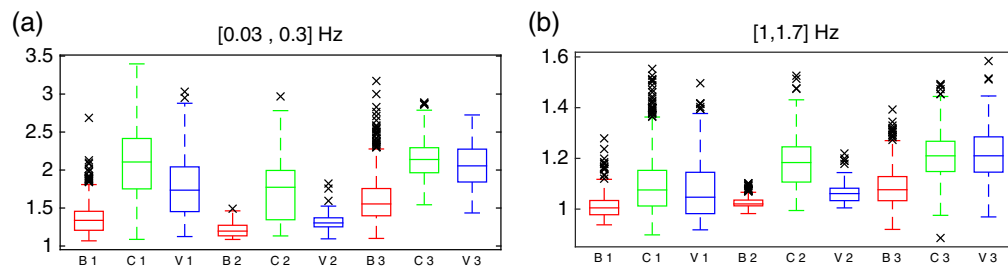 (a)
[0.03 , 0.3] Hz
3.5
3
2.5
2
1.5
1
B 1 C 1 V 1 B 2 C 2 V 2 B 3 C 3 V 3
(b)
[1,1.7] Hz
1.6
1.4
1.2
1
B 1 C 1 V 1 B 2 C 2 V 2 B 3 C 3 V 3